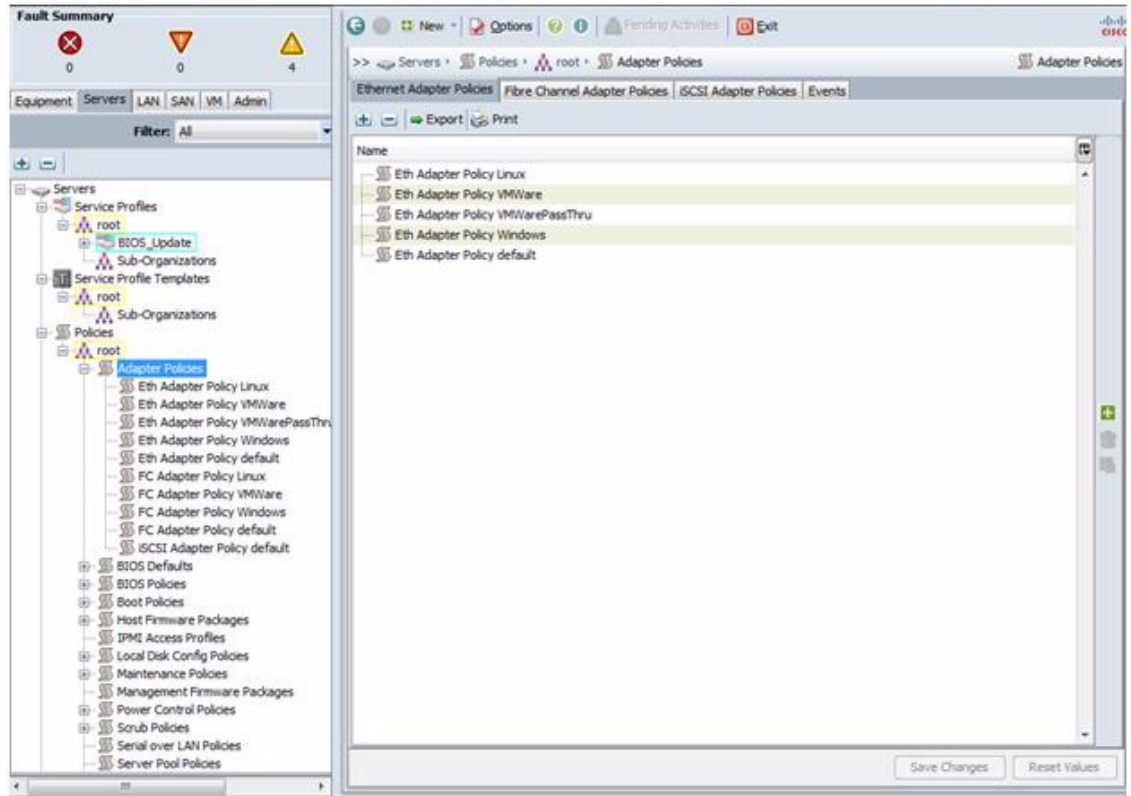 Fault Summary
0 0 4
Equipment Servers LAN SAN VM Admin
Filter: All
Servers
Service Profiles
root
BIOS_Update
Sub-Organizations
Service Profile Templates
root
Sub-Organizations
Policies
root
Adapter Policies
Eth Adapter Policy Linux
Eth Adapter Policy VMWare
Eth Adapter Policy VMWarePassThru
Eth Adapter Policy Windows
Eth Adapter Policy default
FC Adapter Policy Linux
FC Adapter Policy VMWare
FC Adapter Policy Windows
FC Adapter Policy default
iSCSI Adapter Policy default
BIOS Defaults
BIOS Policies
Boot Policies
Host Firmware Packages
IPMI Access Profiles
Local Disk Config Policies
Maintenance Policies
Management Firmware Packages
Power Control Policies
Scrub Policies
Serial over LAN Policies
Server Pool Policies
New Options Pending Activities Exit
CISCO
>> Servers Policies root Adapter Policies Adapter Policies
Ethernet Adapter Policies Fibre Channel Adapter Policies iSCSI Adapter Policies Events
Export Print
Name
Eth Adapter Policy Linux
Eth Adapter Policy VMWare
Eth Adapter Policy VMWarePassThru
Eth Adapter Policy Windows
Eth Adapter Policy default
Save Changes Reset Values